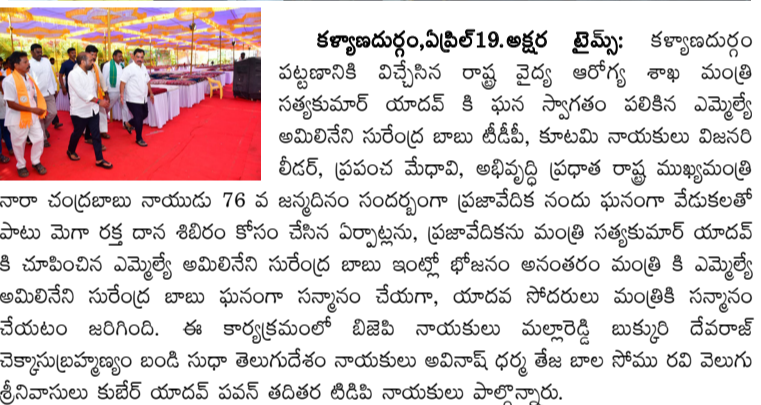 కళ్యాణదుర్గం,ఏప్రిల్19.అక్షర టైమ్స్: కళ్యాణదుర్గం
పట్టణానికి విచ్చేసిన రాష్ట్ర వైద్య ఆరోగ్య శాఖ మంత్రి
సత్యకుమార్ యాదవ్ కి ఘన స్వాగతం పలికిన ఎమ్మెల్యే
అమిలినేని సురేంద్ర బాబు టీడీపీ, కూటమి నాయకులు విజనరి
లీడర్, ప్రపంచ మేధావి, అభివృద్ధి ప్రధాత రాష్ట్ర ముఖ్యమంత్రి
నారా చంద్రబాబు నాయుడు 76 వ జన్మదినం సందర్భంగా ప్రజావేదిక నందు ఘనంగా వేడుకలతో
పాటు మెగా రక్త దాన శిబిరం కోసం చేసిన ఏర్పాట్లను, ప్రజావేదికను మంత్రి సత్యకుమార్ యాదవ్
కి చూపించిన ఎమ్మెల్యే అమిలినేని సురేంద్ర బాబు ఇంట్లో భోజనం అనంతరం మంత్రి కి ఎమ్మెల్యే
అమిలినేని సురేంద్ర బాబు ఘనంగా సన్మానం చేయగా, యాదవ సోదరులు మంత్రికి సన్మానం
చేయటం జరిగింది. ఈ కార్యక్రమంలో బిజెపి నాయకులు మల్లారెడ్డి బుక్కురి దేవరాజ్
చెక్కాసుబ్రహ్మణ్యం బండి సుధా తెలుగుదేశం నాయకులు అవినాష్ ధర్మ తేజ బాల సోము రవి వెలుగు
శ్రీనివాసులు కుబేర్ యాదవ్ పవన్ తదితర టిడిపి నాయకులు పాల్గొన్నారు.